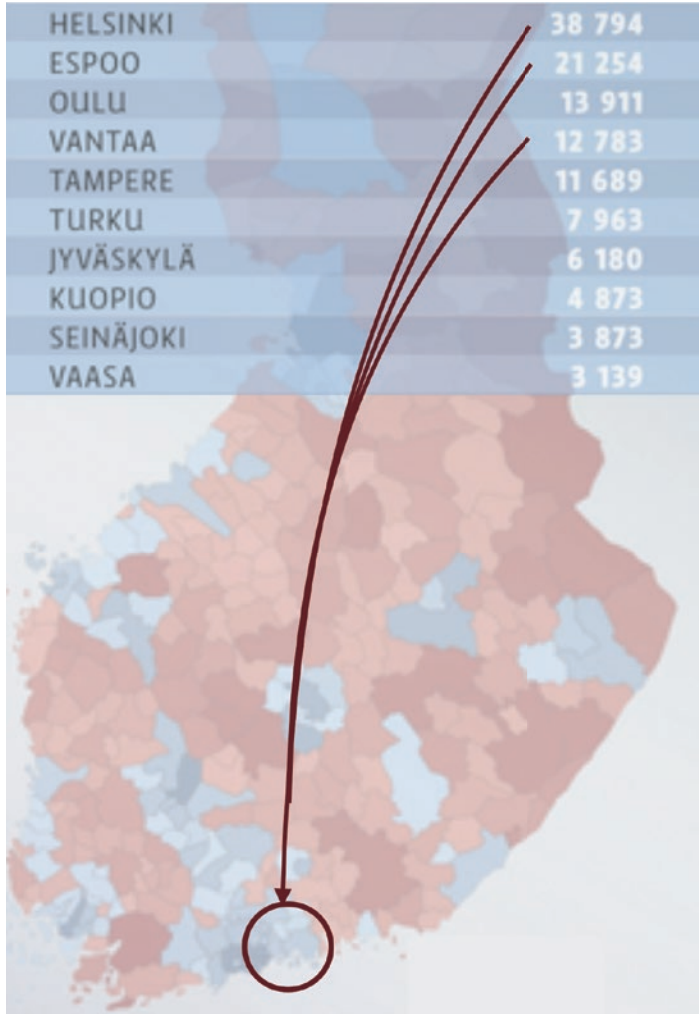 HELSINKI 38 794
ESPOO 21 254
OULU 13 911
VANTAA 12 783
TAMPERE 11 689
TURKU 7 963
JYVÄSKYLÄ 6 180
KUOPIO 4 873
SEINÄJOKI 3 873
VAASA 3 139